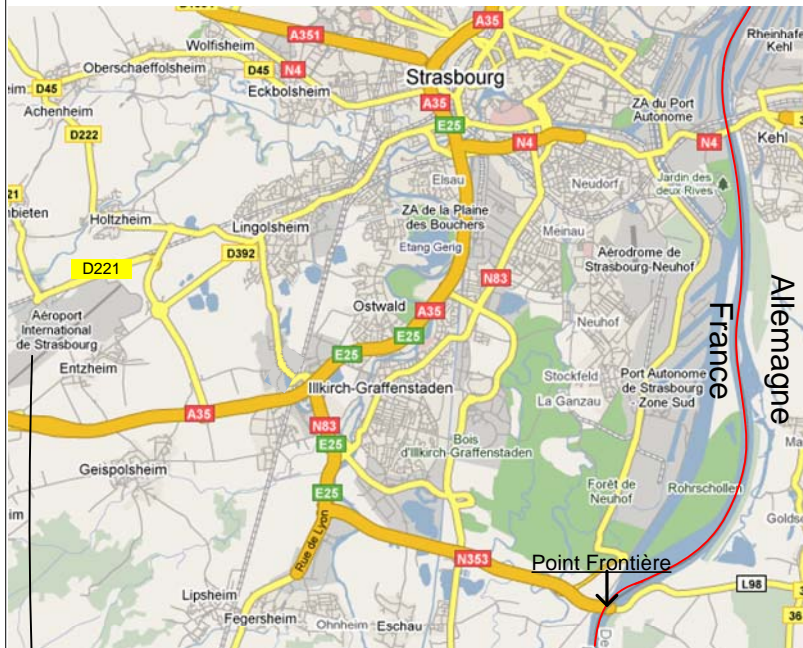 A35
A351
Wolfisheim
Rheinhafe
Kehl
D45
Oberschaeffolsheim
D45
N4
Strasbourg
Eckbolsheim
Achenheim
A35
ZA du Port
Autonome
D222
E25
N4
N4
Kehl
Elsau
Neudorf
Jardin des
deux Rives
21
Holtzheim
Lingolsheim
ZA de la Plaine
des Bouchers
Meinau
D392
Etang Gerig
Aérodrome de
Strasbourg-Neuhof
D221
N83
Allemagne
France
Ostwald
A35
Aéroport
International
de Strasbourg
E25
Neuhof
Entzheim
E25
Illkirch-Graffenstaden
Stockfeld
La Ganzau
Port Autonome
de Strasbourg
Zone Sud
A35
N83
E25
Bois
d'Illkirch-Graffenstaden
Geispolsheim
Forêt de
Neuhof
Rohrschollen
E25
Rue de Lyon
N353
Point Frontière
L98
Lipsheim
Fegersheim
Ohnheim
Eschau
36